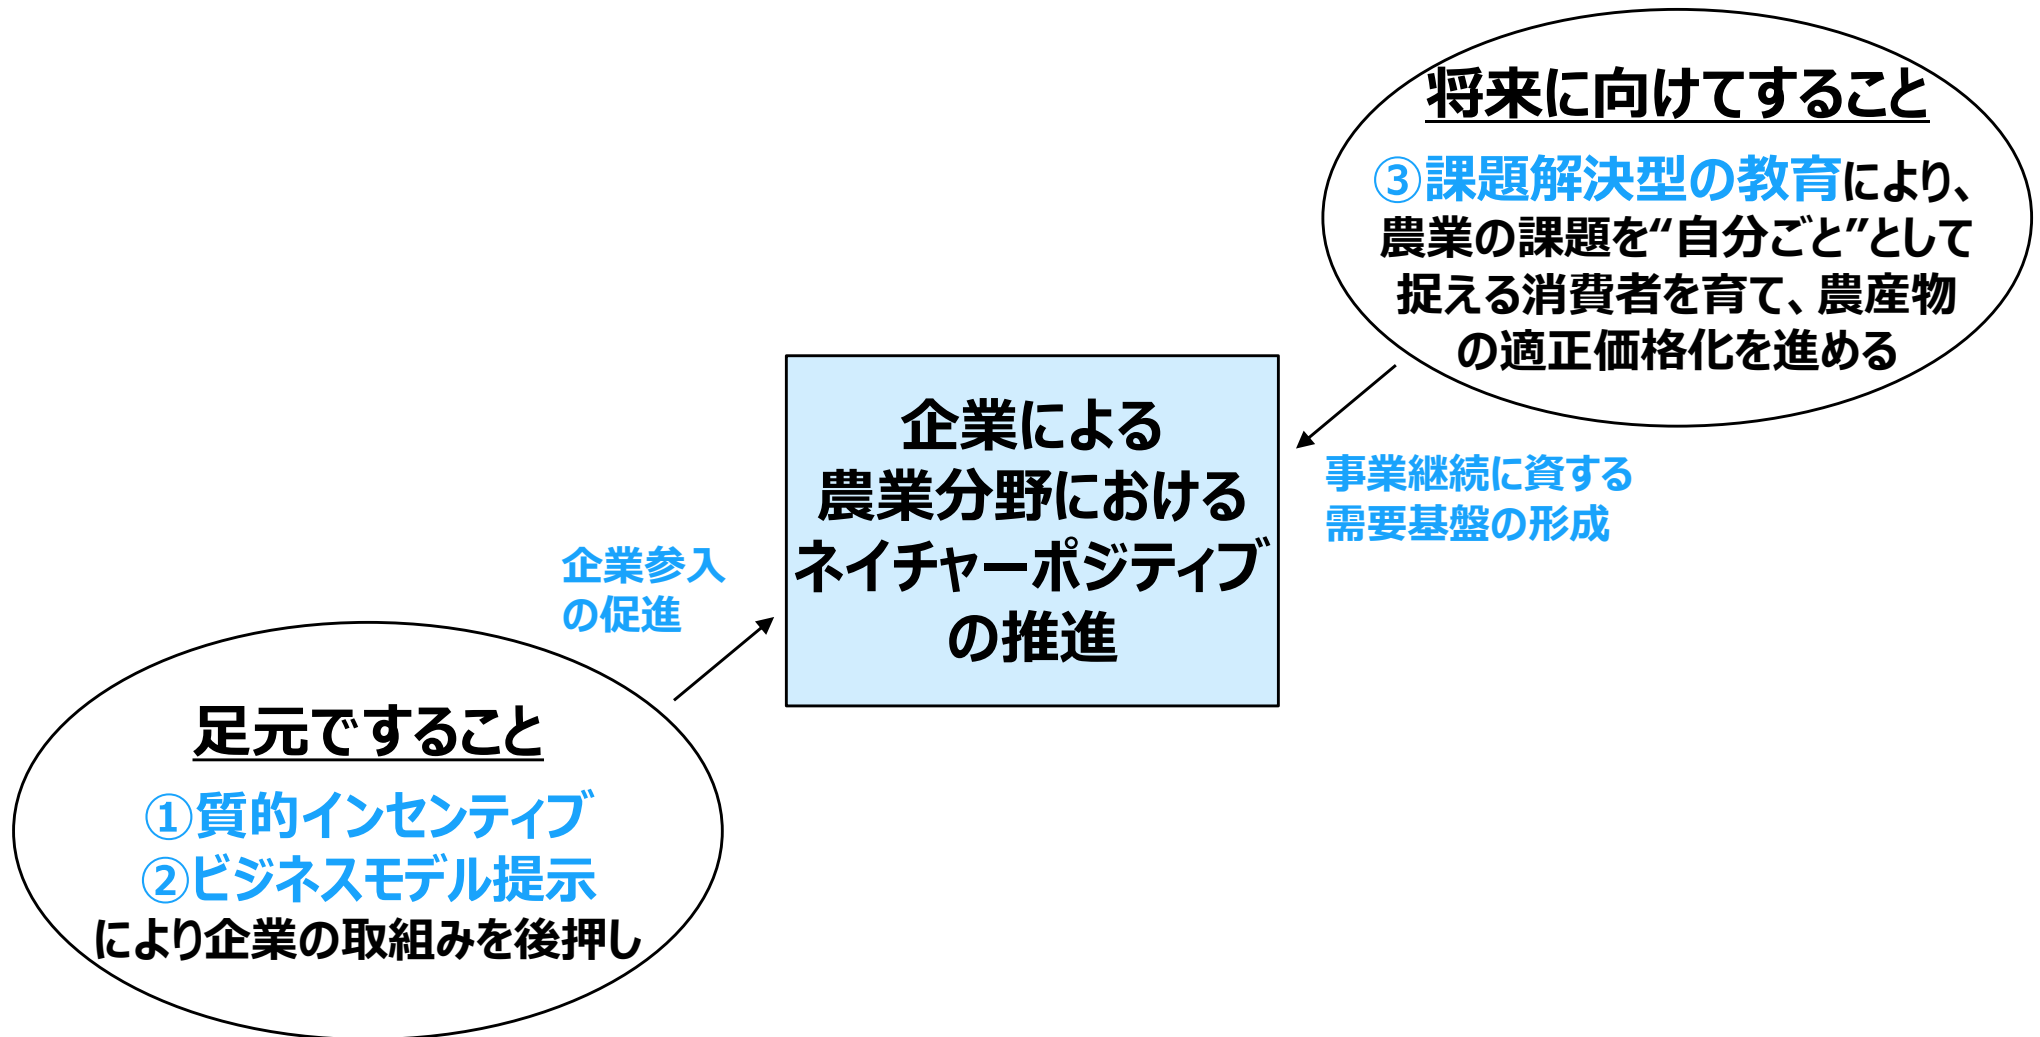 将来に向けてすること
③課題解決型の教育により、
農業の課題を“自分ごと”として
捉える消費者を育て、農産物
の適正価格化を進める
企業による
農業分野における
ネイチャーポジティブ
の推進
事業継続に資する
需要基盤の形成
企業参入
の促進
足元ですること
①質的インセンティブ
②ビジネスモデル提示
により企業の取組みを後押し